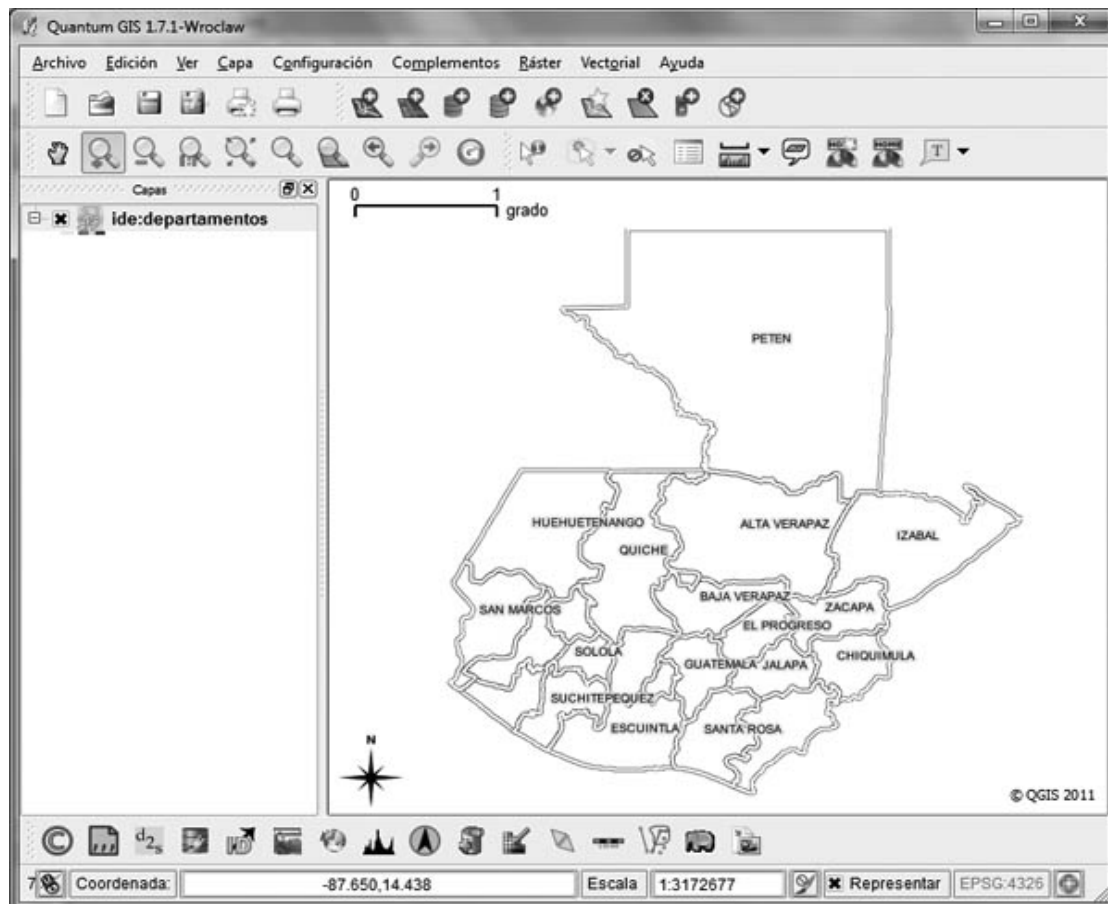 Quantum GIS 1.7.1-Wroclaw
Archivo Edición Ver Capa Configuración Complementos Ráster Vectorial Ayuda
T
Capas
ide:departamentos
0 1
grado
PETEN
HUEHUETENANGO
ALTA VERAPAZ
IZABAL
QUICHE
BAJA VERAPAZ
SAN MARCOS
ZACAPA
EL PROGRESO
SOLOLA
CHIQUIMULA
GUATEMALA JALAPA
SUCHITEPEQUEZ
ESCUINTLA
SANTA ROSA
N
© QGIS 2011
7 Coordenada: -87.650,14.438 Escala 1:3172677 Representar EPSG:4326